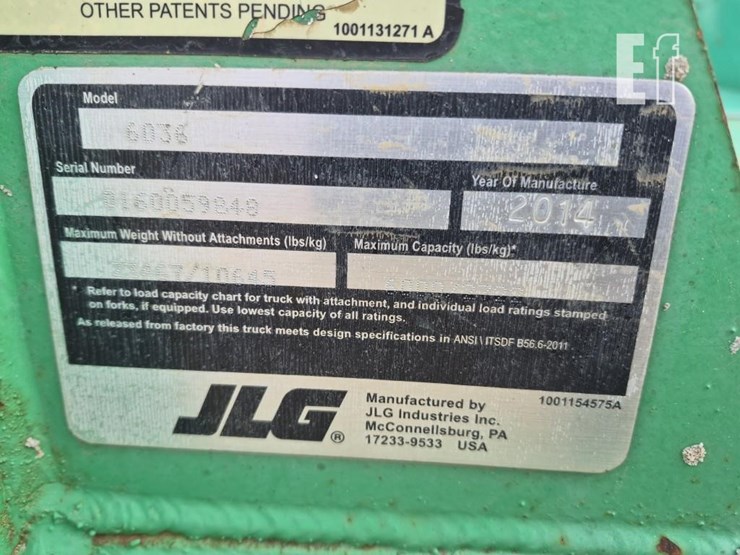 OTHER PATENTS PENDING
1001131271 A
Ef
Model
6036
Serial Number
0160059848
Year Of Manufacture
2014
Maximum Weight Without Attachments (lbs/kg)
Maximum Capacity (lbs/kg)*
* Refer to load capacity chart for truck with attachment, and individual load ratings stamped
on forks, if equipped. Use lowest capacity of all ratings.
As released from factory this truck meets design specifications in ANSI \ ITSDF B56.6-2011
JLG ®
Manufactured by
JLG Industries Inc.
McConnellsburg, PA
17233-9533 USA
1001154575A